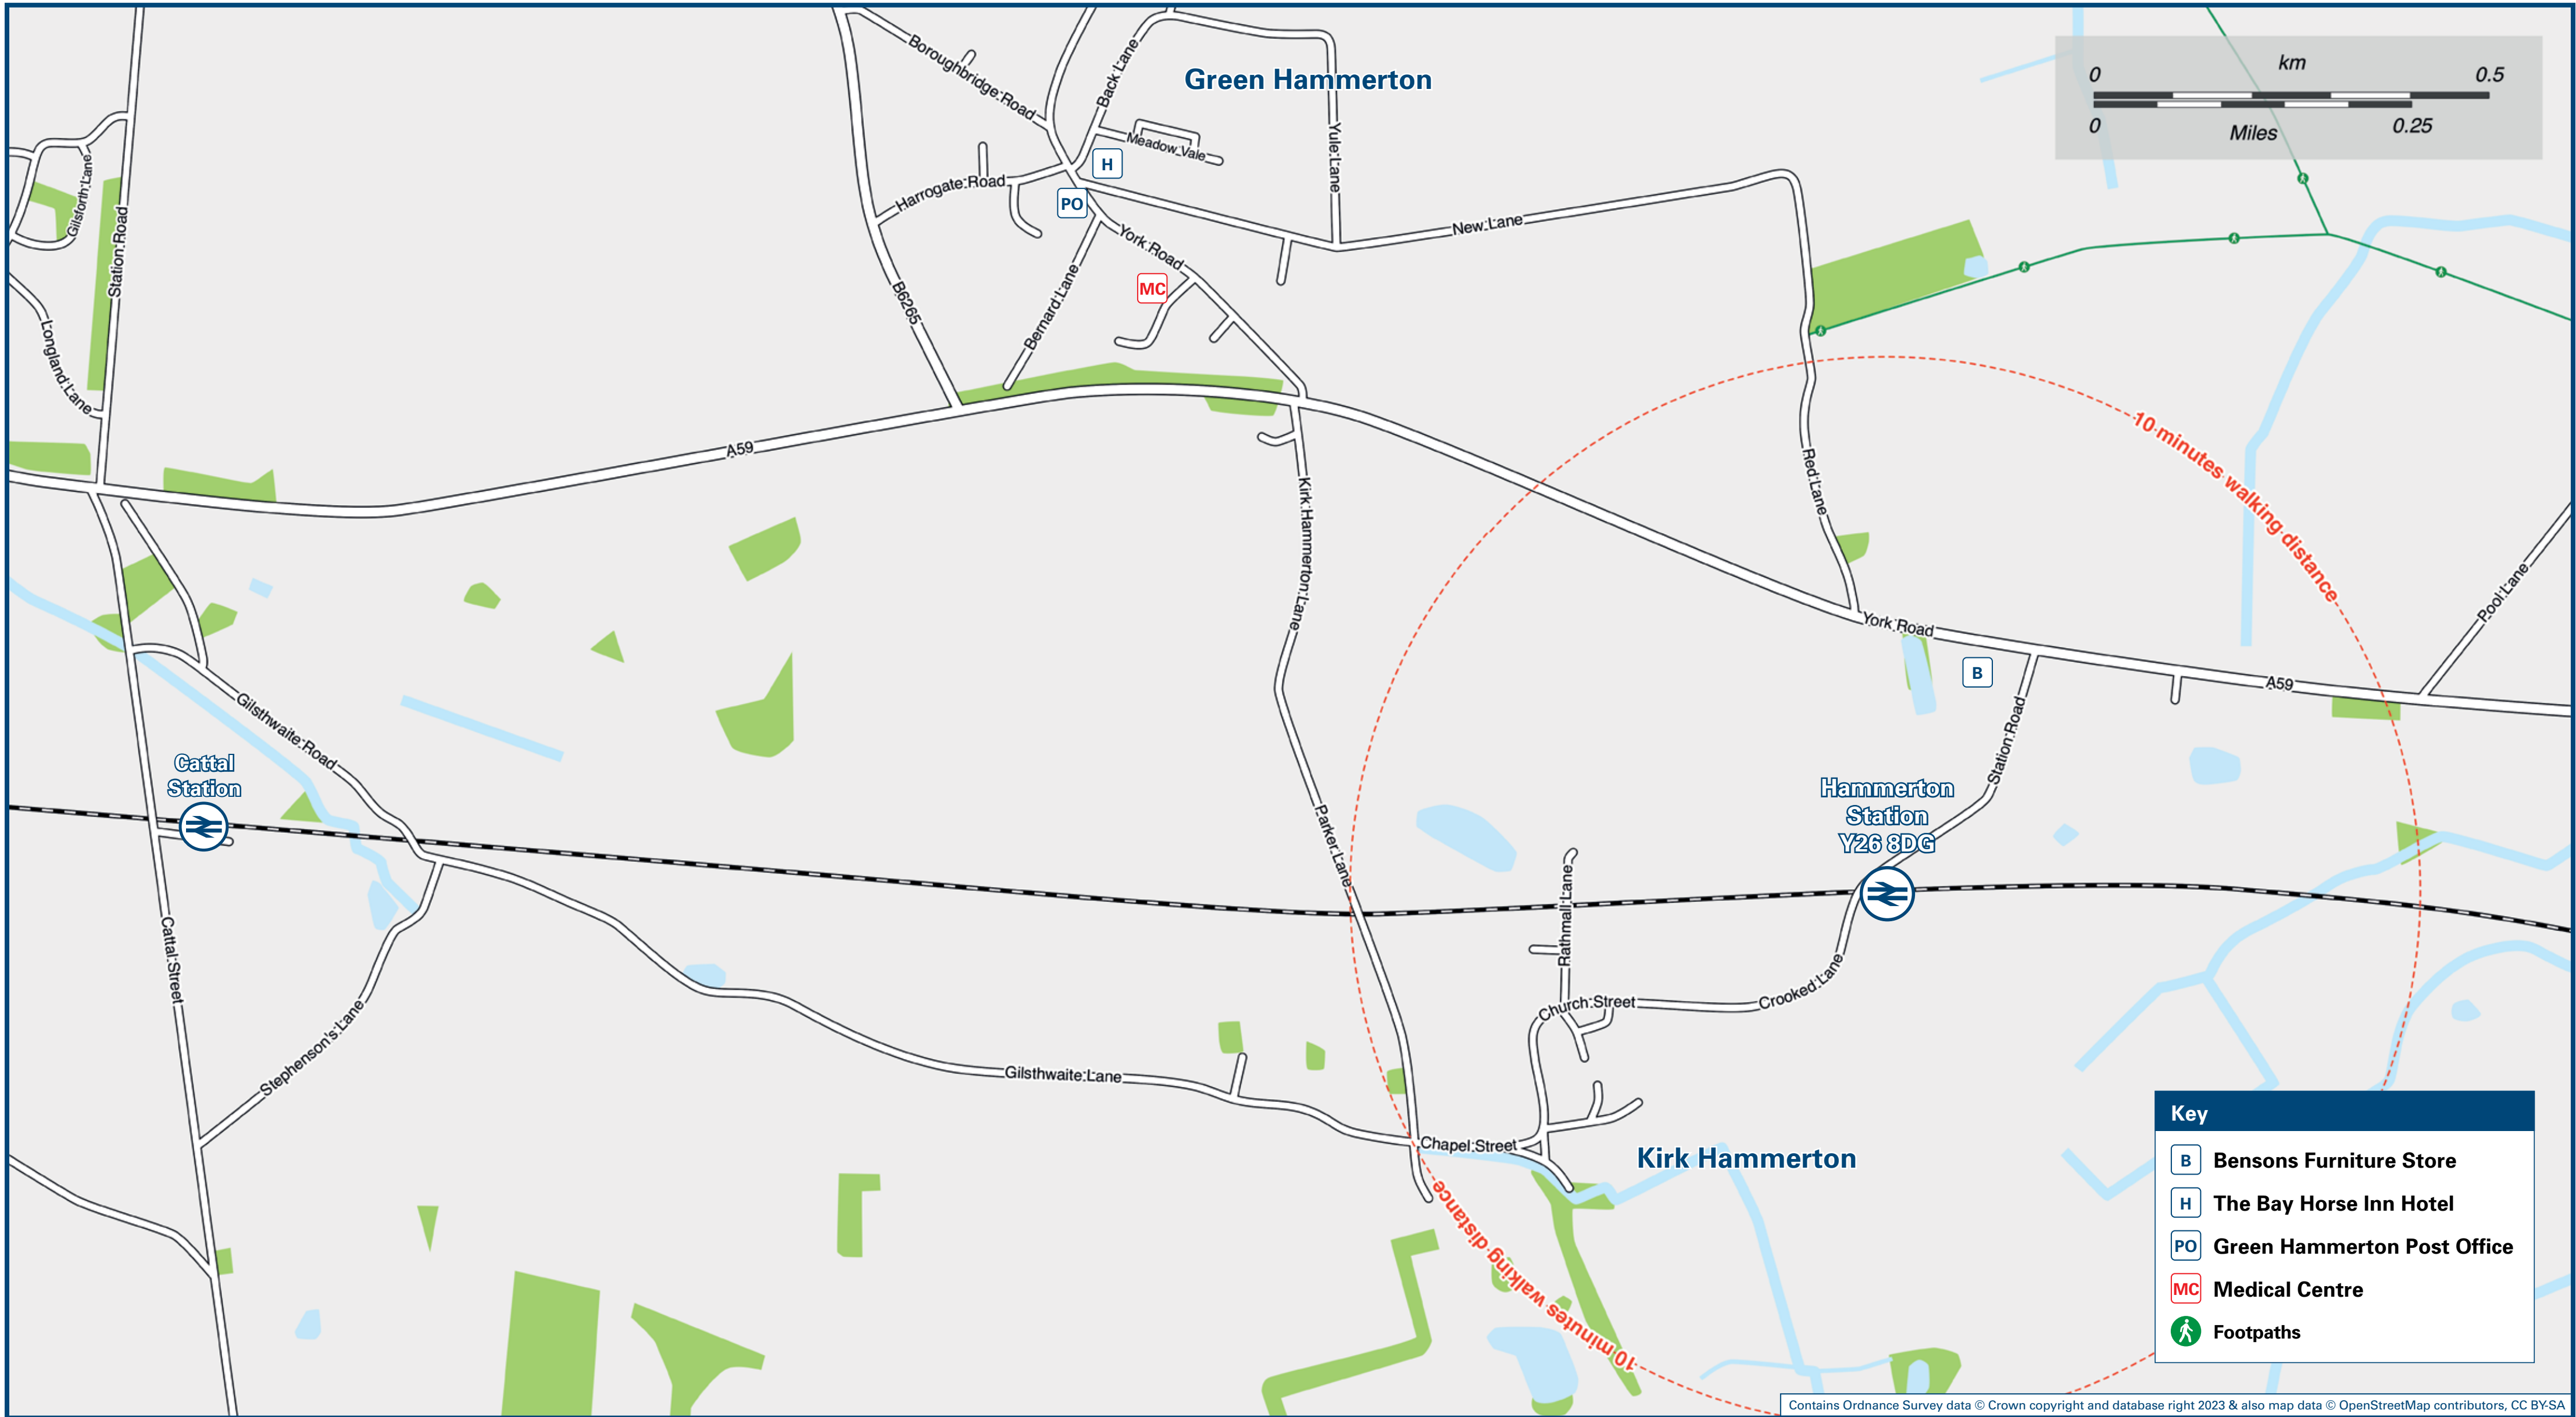 Green Hammerton
Boroughbridge Road
Back Lane
Meadow Vale
Yule Lane
H
PO
Harrogate Road
York Road
New Lane
MC
B6265
Bernard Lane
Gilsforth Lane
Station Road
Longland Lane
A59
Kirk Hammerton Lane
Red Lane
km
0
0.5
0
Miles
0.25
10 minutes walking distance
York Road
B
A59
Pool Lane
Station Road
Gilsthwaite Road
Cattal
Station
Parker Lane
Hammerton
Station
Y26 8DG
Rathmall Lane
Cattal Street
Church Street
Crooked Lane
Stephenson's Lane
Gilsthwaite Lane
Chapel Street
Kirk Hammerton
10 minutes walking distance
Key
B Bensons Furniture Store
H The Bay Horse Inn Hotel
PO Green Hammerton Post Office
MC Medical Centre
Footpaths
Contains Ordnance Survey data © Crown copyright and database right 2023 & also map data © OpenStreetMap contributors, CC BY-SA